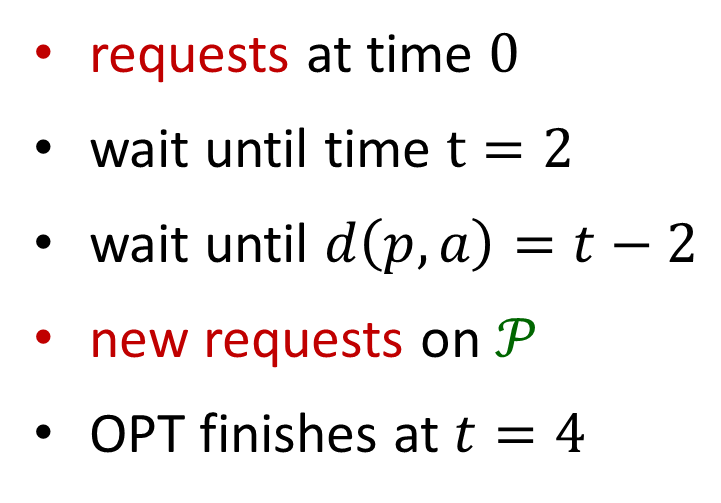 • requests at time 0
• wait until time t = 2
• wait until d(p, a) = t − 2
• new requests on 𝒫
• OPT finishes at t = 4